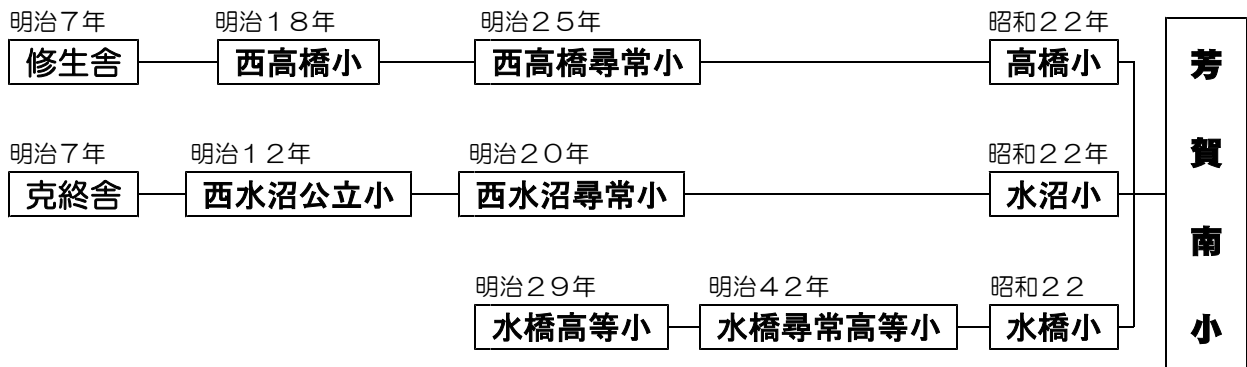 明治7年 明治18年 明治25年 昭和22年
修生舎 西高橋小 西高橋尋常小 高橋小
明治7年 明治12年 明治20年 昭和22年
克終舎 西水沼公立小 西水沼尋常小 水沼小
明治29年 明治42年 昭和22
水橋高等小 水橋尋常高等小 水橋小
芳賀南小